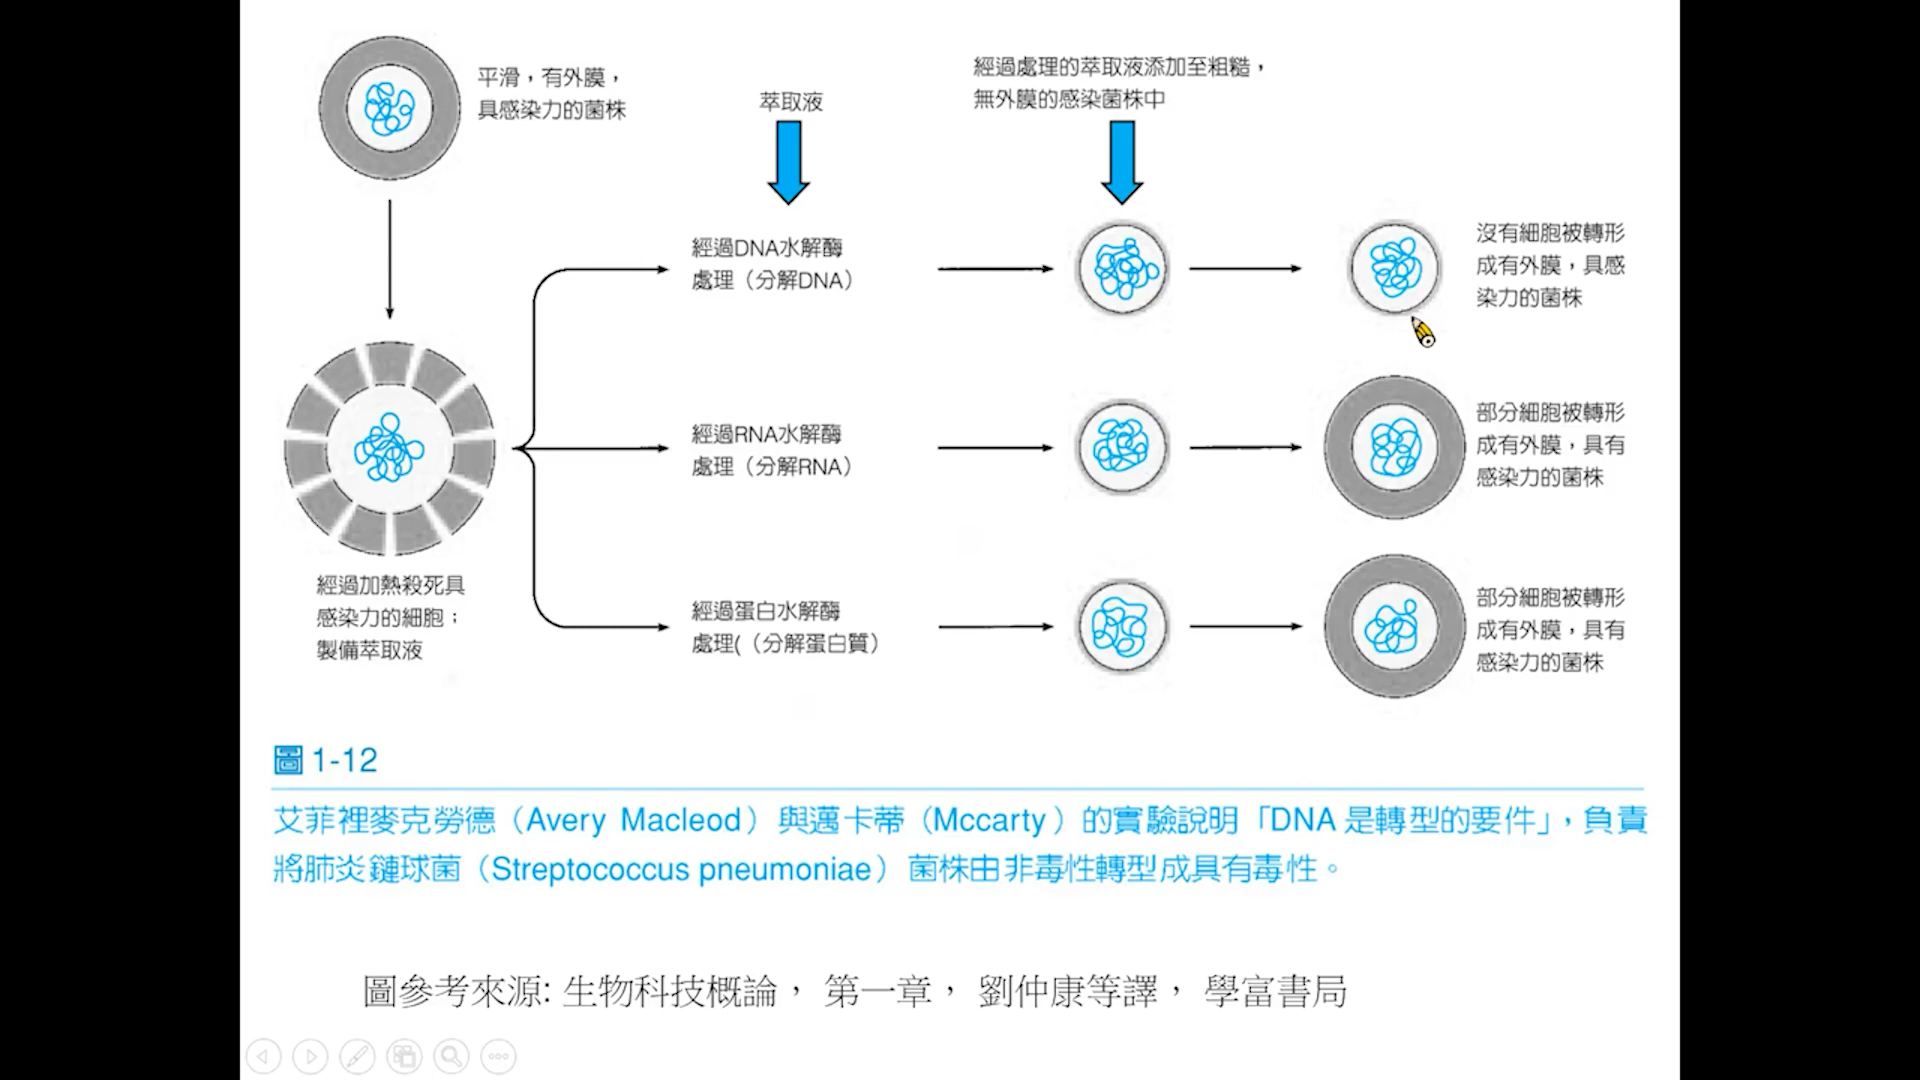 平滑，有外膜，
具感染力的菌株
萃取液
經過處理的萃取液添加至粗糙，
無外膜的感染菌株中
經過DNA水解酶
處理（分解DNA）
沒有細胞被轉形
成有外膜，具感
染力的菌株
經過RNA水解酶
處理（分解RNA）
部分細胞被轉形
成有外膜，具有
感染力的菌株
經過加熱殺死具
感染力的細胞；
製備萃取液
經過蛋白水解酶
處理(（分解蛋白質）
部分細胞被轉形
成有外膜，具有
感染力的菌株
圖 1-12
艾菲裡麥克勞德（Avery Macleod）與邁卡蒂（Mccarty）的實驗說明「DNA 是轉型的要件」，負責
將肺炎鏈球菌（Streptococcus pneumoniae）菌株由非毒性轉型成具有毒性。
圖參考來源: 生物科技概論， 第一章， 劉仲康等譯， 學富書局